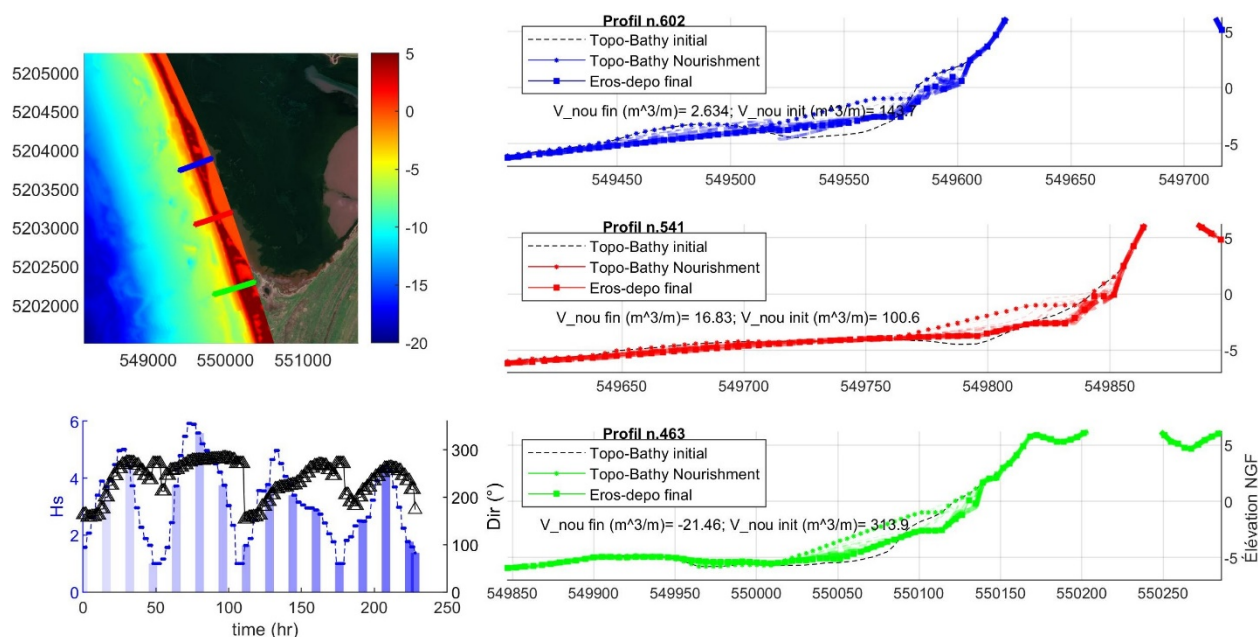 5205000
5204500
5204000
5203500
5203000
5202500
5202000
549000 550000 551000
5
0
-5
-10
-15
-20
Hs
6
4
2
0
0 50 100 150 200 250
time (hr)
300
200
100
0
Dir (°)
Profil n.602
Topo-Bathy initial
Topo-Bathy Nourishment
Eros-depo final
V_nou fin (m^3/m)= 2.634; V_nou init (m^3/m)= 143.7
5
0
-5
549450 549500 549550 549600 549650 549700
Profil n.541
Topo-Bathy initial
Topo-Bathy Nourishment
Eros-depo final
V_nou fin (m^3/m)= 16.83; V_nou init (m^3/m)= 100.6
5
0
-5
549650 549700 549750 549800 549850
Profil n.463
Topo-Bathy initial
Topo-Bathy Nourishment
Eros-depo final
V_nou fin (m^3/m)= -21.46; V_nou init (m^3/m)= 313.9
5
0
-5
Elévation NGF
549850 549900 549950 550000 550050 550100 550150 550200 550250